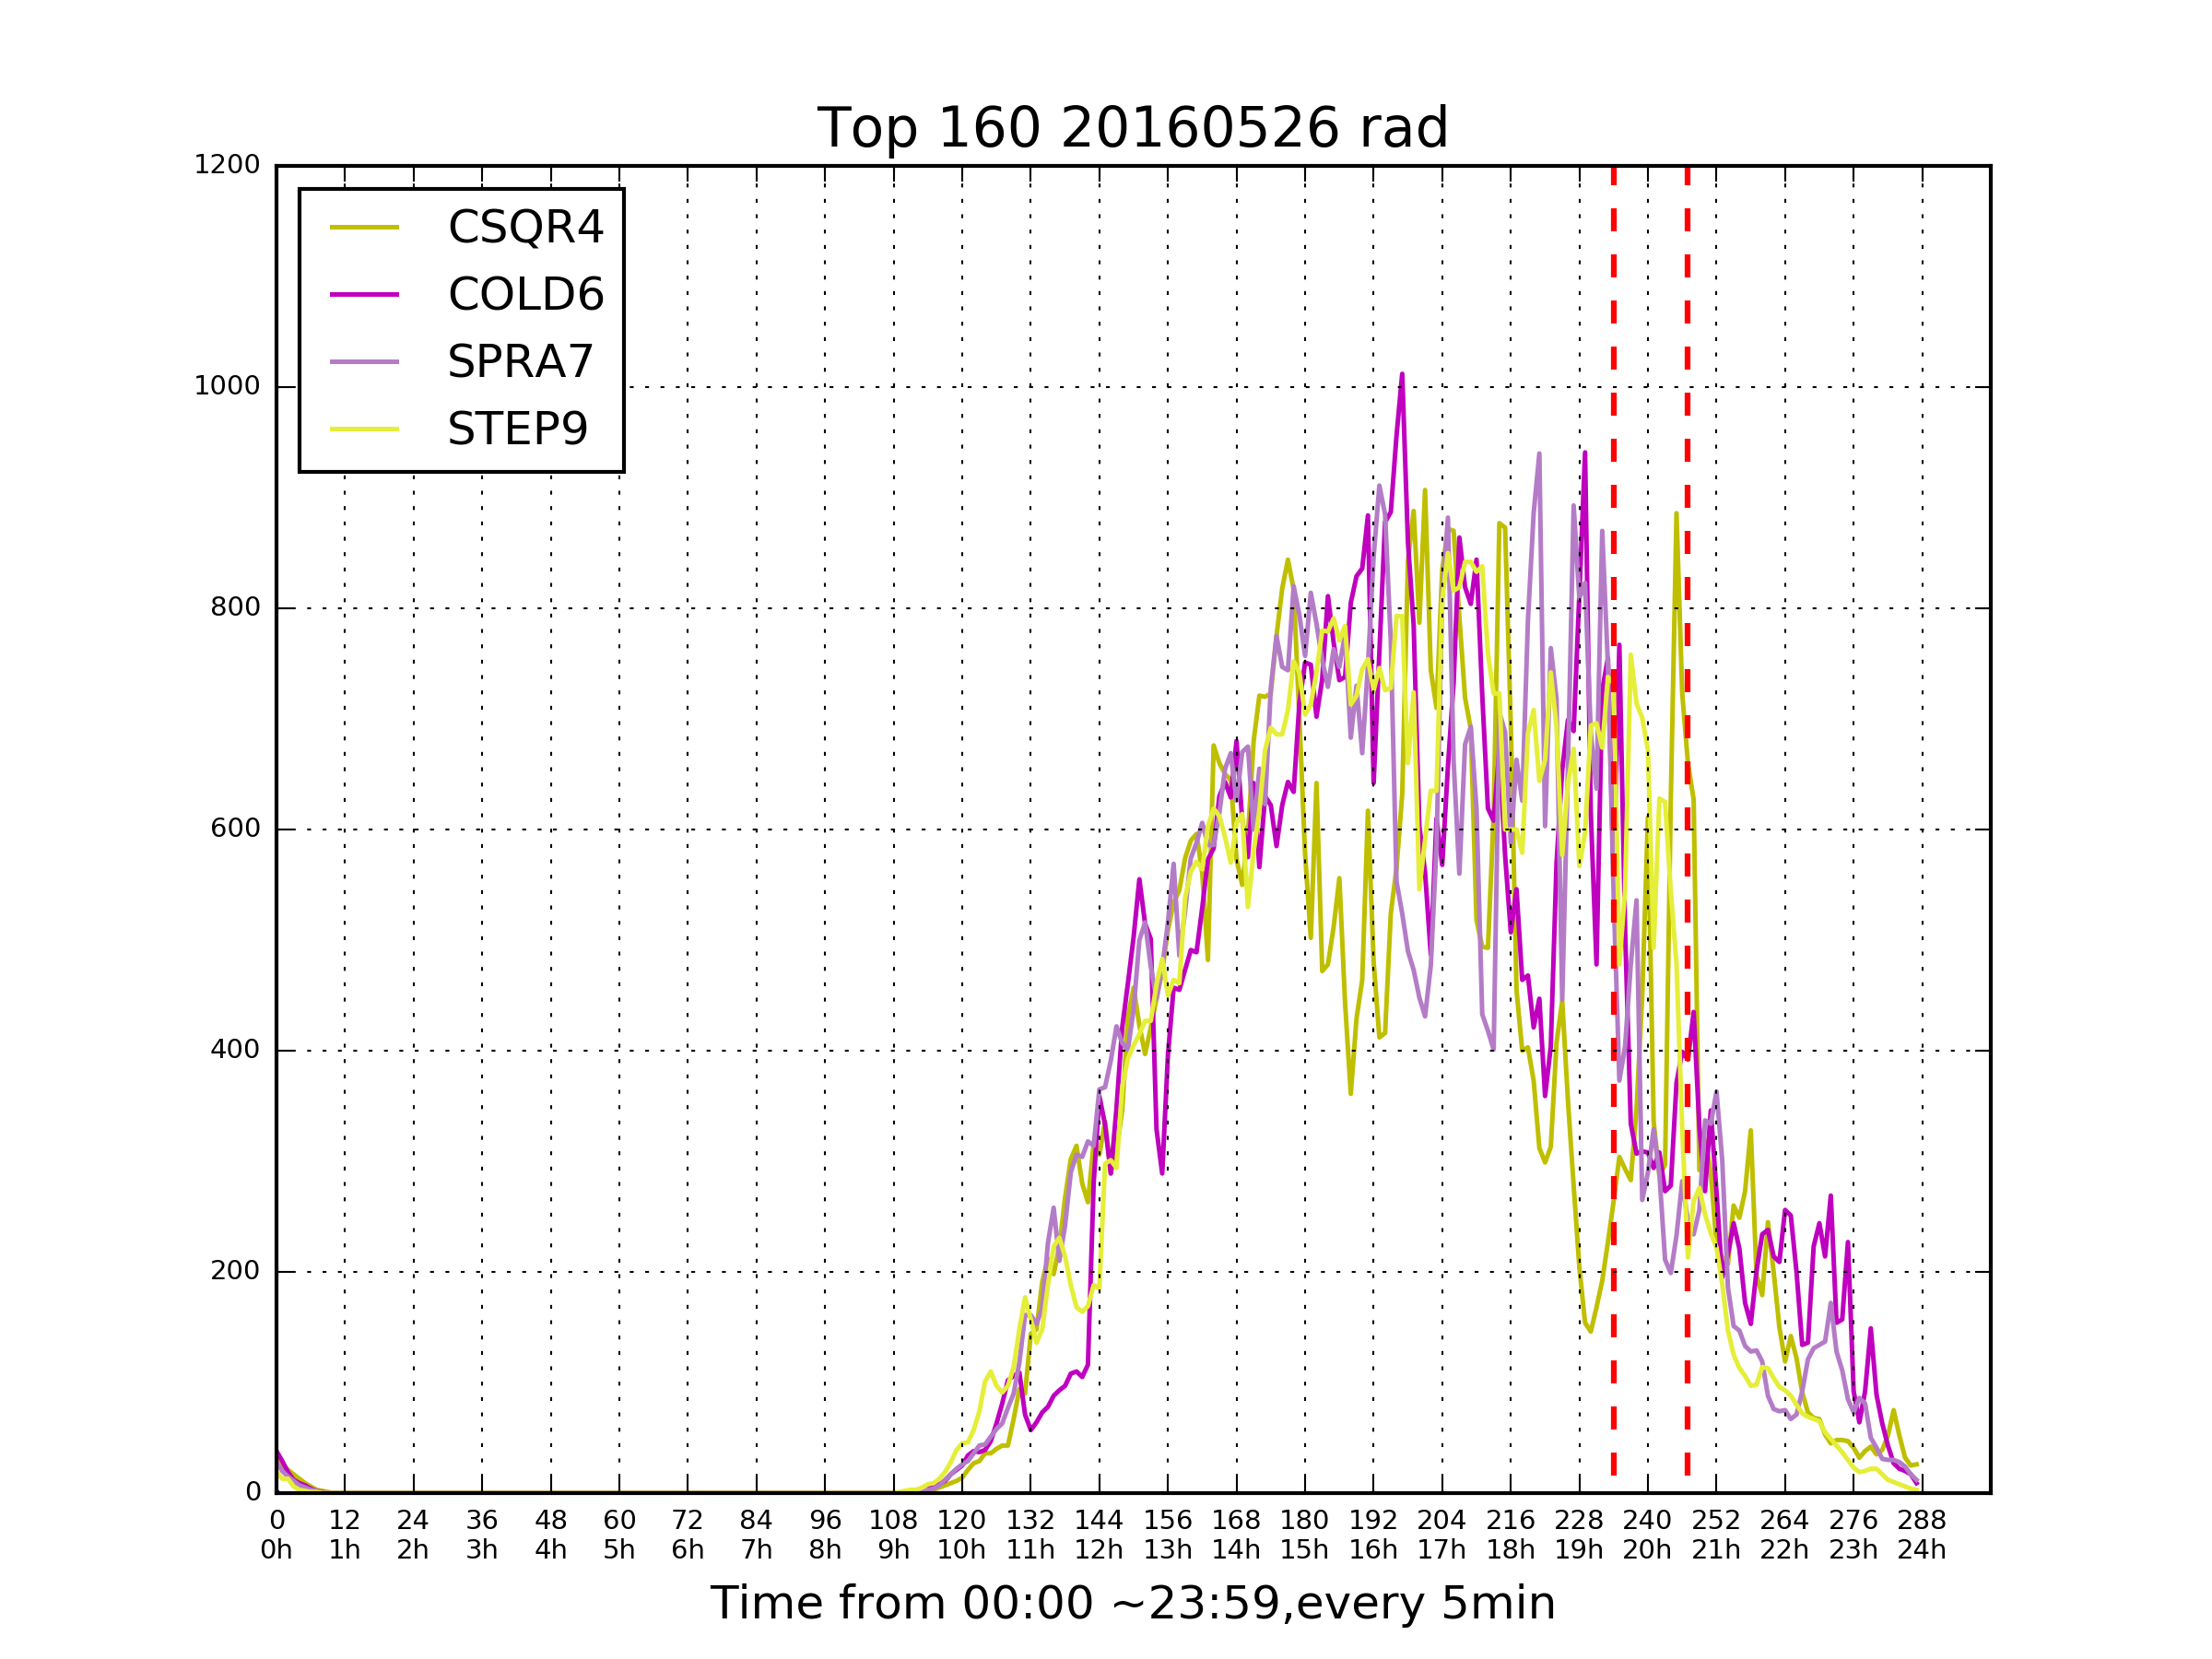 Top 160 20160526 rad
1200
1000
800
600
400
200
0
CSQR4
COLD6
SPRA7
STEP9
0 12 24 36 48 60 72 84 96 108 120 132 144 156 168 180 192 204 216 228 240 252 264 276 288
0h 1h 2h 3h 4h 5h 6h 7h 8h 9h 10h 11h 12h 13h 14h 15h 16h 17h 18h 19h 20h 21h 22h 23h 24h
Time from 00:00 ~23:59,every 5min